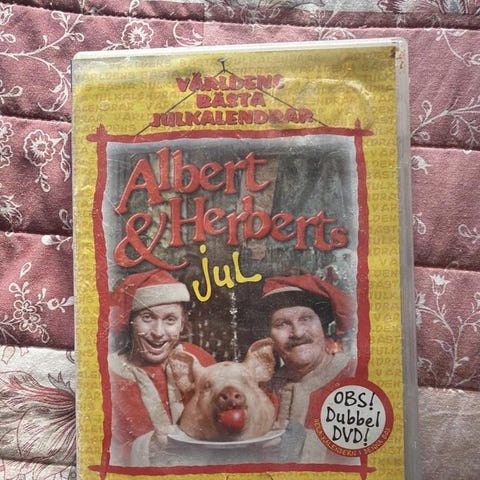 VÄRLDENS
BÄSTA
JULKALENDRAR
Albert
& Herberts
jul
OBS!
Dubbel
DVD!